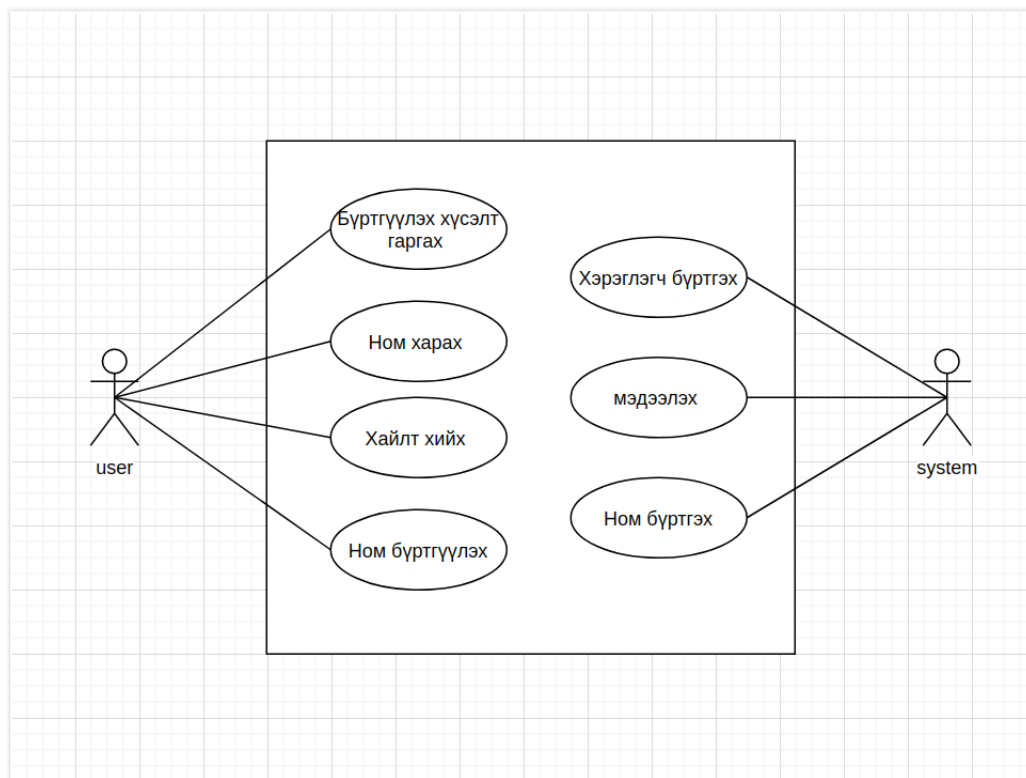 Бүртгүүлэх хүсэлт
гаргах
Хэрэглэгч бүртгэх
Ном харах
мэдээлэх
Хайлт хийх
user
system
Ном бүртгэх
Ном бүртгүүлэх